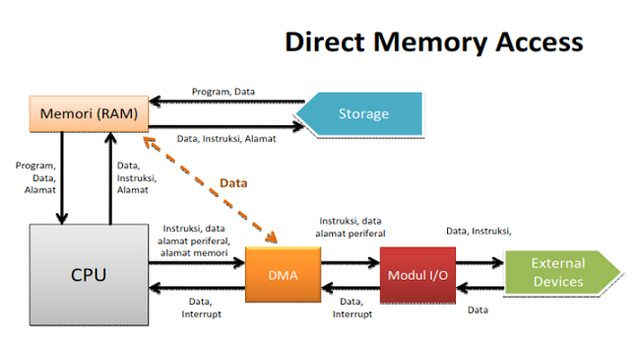 Direct Memory Access
Program, Data
Memori (RAM)
Storage
Data, Instruksi, Alamat
Program,
Data,
Alamat
Data,
Instruksi,
Alamat
Data
Instruksi, data
alamat periferal,
alamat memori
Instruksi, data
alamat periferal
Data, Instruksi,
CPU
DMA
Modul I/O
External
Devices
Data,
Interrupt
Data,
Interrupt
Data